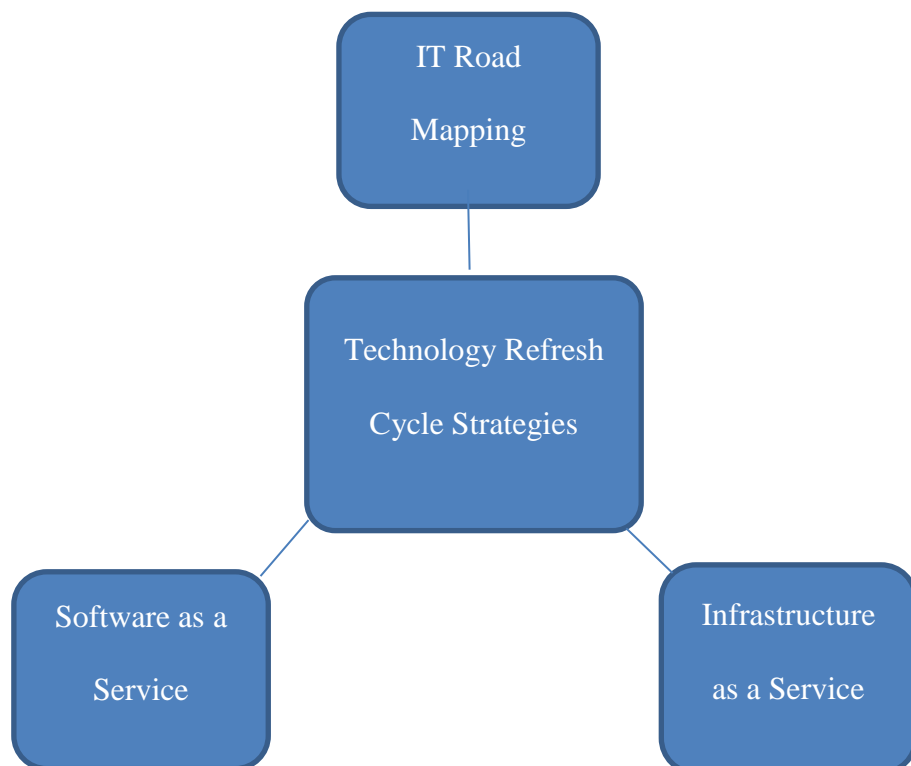 IT Road
Mapping
Technology Refresh
Cycle Strategies
Software as a
Service
Infrastructure
as a Service